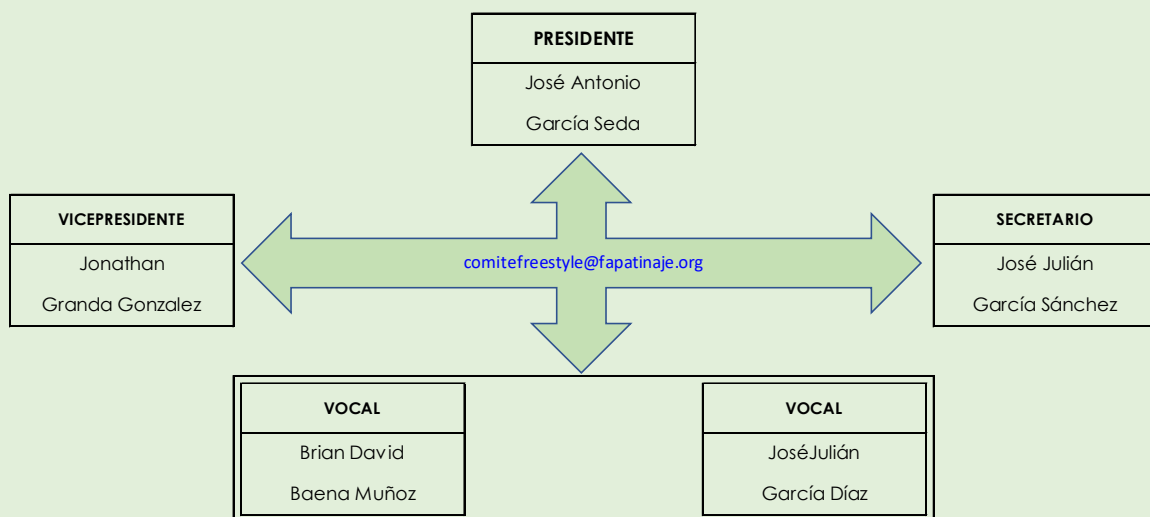 PRESIDENTE
José Antonio
García Seda
VICEPRESIDENTE
Jonathan
Granda Gonzalez
comitefreestyle@fapatinaje.org
SECRETARIO
José Julián
García Sánchez
VOCAL
Brian David
Baena Muñoz
VOCAL
JoséJulián
García Díaz